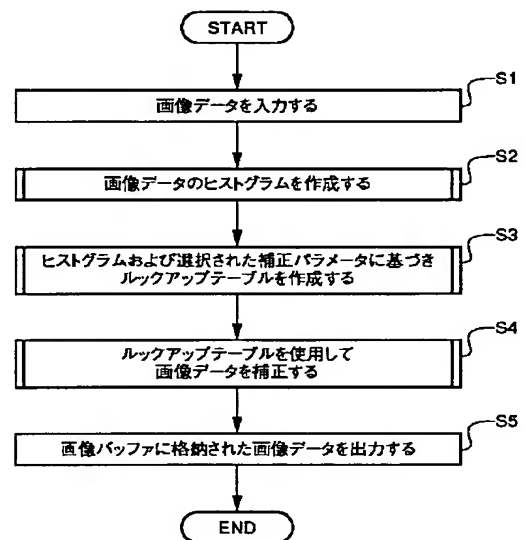 START
S1
画像データを入力する
S2
画像データのヒストグラムを作成する
S3
ヒストグラムおよび選択された補正パラメータに基づき
ルックアップテーブルを作成する
S4
ルックアップテーブルを使用して
画像データを補正する
S5
画像バッファに格納された画像データを出力する
END